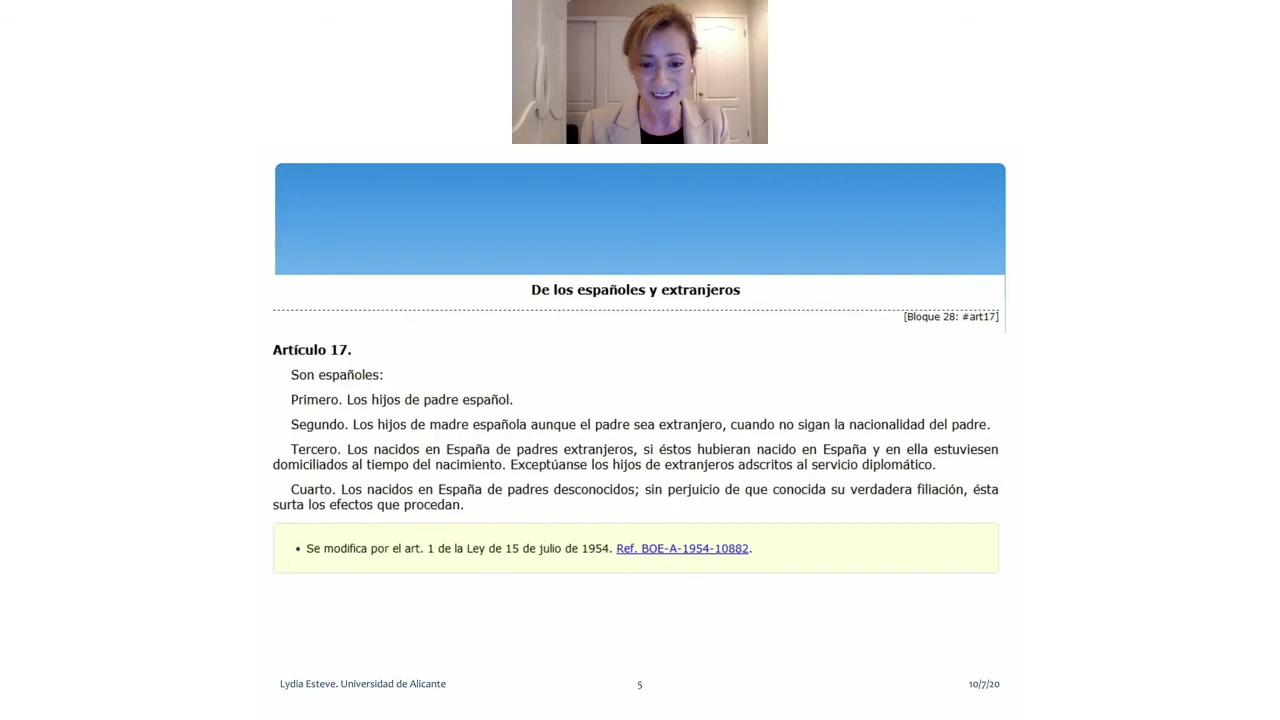 De los españoles y extranjeros
[Bloque 28: #art17]
Artículo 17.
Son españoles:
Primero. Los hijos de padre español.
Segundo. Los hijos de madre española aunque el padre sea extranjero, cuando no sigan la nacionalidad del padre.
Tercero. Los nacidos en España de padres extranjeros, si éstos hubieran nacido en España y en ella estuviesen
domiciliados al tiempo del nacimiento. Exceptúanse los hijos de extranjeros adscritos al servicio diplomático.
Cuarto. Los nacidos en España de padres desconocidos; sin perjuicio de que conocida su verdadera filiación, ésta
surta los efectos que procedan.
• Se modifica por el art. 1 de la Ley de 15 de julio de 1954. Ref. BOE-A-1954-10882.
Lydia Esteve. Universidad de Alicante
5
10/7/20